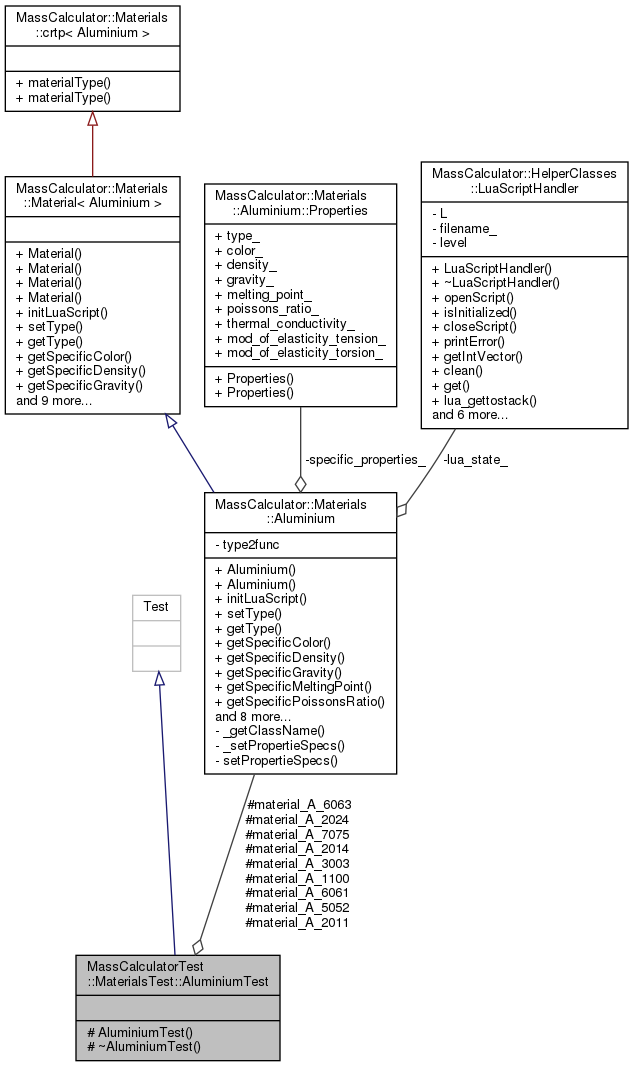 MassCalculator::Materials
::crtp< Aluminium >
+ materialType()
+ materialType()
MassCalculator::Materials
::Material< Aluminium >
+ Material()
+ Material()
+ Material()
+ Material()
+ initLuaScript()
+ setType()
+ getType()
+ getSpecificColor()
+ getSpecificDensity()
+ getSpecificGravity()
and 9 more...
MassCalculator::Materials
::Aluminium::Properties
+ type_
+ color_
+ density_
+ gravity_
+ melting_point_
+ poissons_ratio_
+ thermal_conductivity_
+ mod_of_elasticity_tension_
+ mod_of_elasticity_torsion_
+ Properties()
+ Properties()
MassCalculator::HelperClasses
::LuaScriptHandler
- L
- filename_
- level
+ LuaScriptHandler()
+ ~LuaScriptHandler()
+ openScript()
+ isInitialized()
+ closeScript()
+ printError()
+ getIntVector()
+ clean()
+ get()
+ lua_gettostack()
and 6 more...
-specific_properties_
-lua_state_
MassCalculator::Materials
::Aluminium
- type2func
+ Aluminium()
+ Aluminium()
+ initLuaScript()
+ setType()
+ getType()
+ getSpecificColor()
+ getSpecificDensity()
+ getSpecificGravity()
+ getSpecificMeltingPoint()
+ getSpecificPoissonsRatio()
and 8 more...
- _getClassName()
- _setPropertieSpecs()
- setPropertieSpecs()
Test
#material_A_6063
#material_A_2024
#material_A_7075
#material_A_2014
#material_A_3003
#material_A_1100
#material_A_6061
#material_A_5052
#material_A_2011
MassCalculatorTest
::MaterialsTest::AluminiumTest
# AluminiumTest()
# ~AluminiumTest()